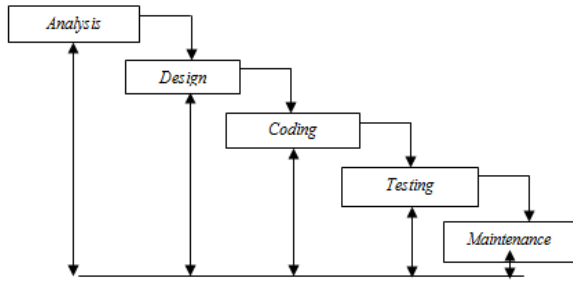 Analysis
Design
Coding
Testing
Maintenance